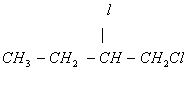 l
|
CH₃ − CH₂ − CH − CH₂Cl